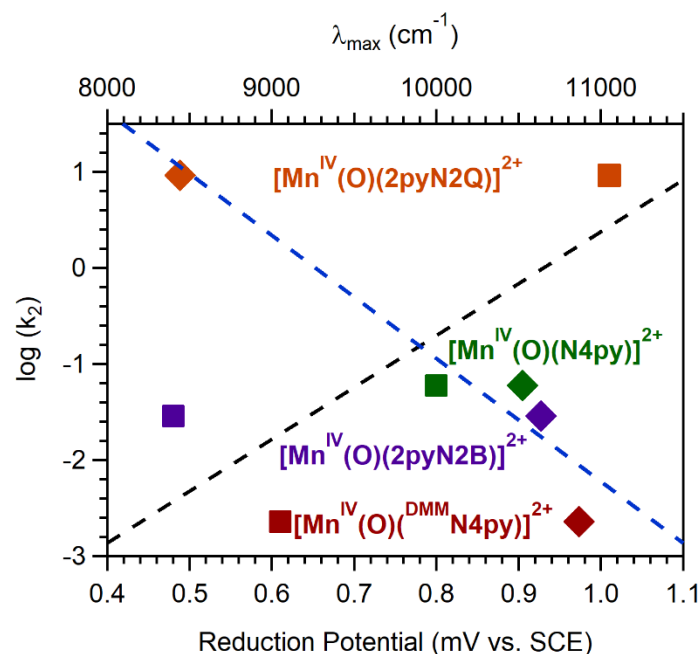 λmax (cm-1)
8000 9000 10000 11000
1
0
-1
-2
-3
log (k2)
[MnIV(O)(2pyN2Q)]2+
[MnIV(O)(N4py)]2+
[MnIV(O)(2pyN2B)]2+
[MnIV(O)(DMMN4py)]2+
0.4 0.5 0.6 0.7 0.8 0.9 1.0 1.1
Reduction Potential (mV vs. SCE)